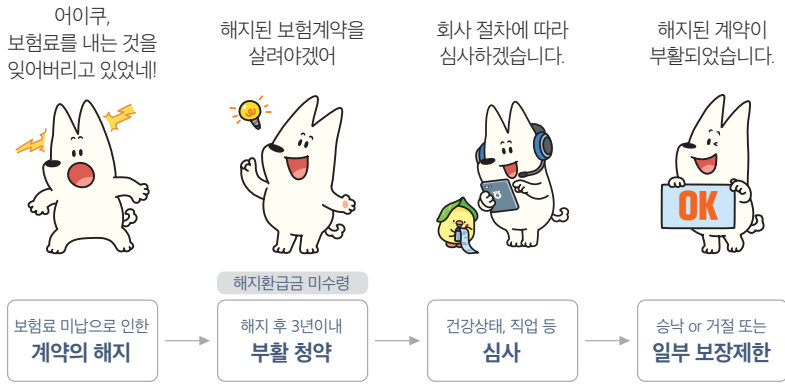 어이쿠,
보험료를 내는 것을
잊어버리고 있었네!
해지된 보험계약을
살려야겠어
회사 절차에 따라
심사하겠습니다.
해지된 계약이
부활되었습니다.
OK
해지환급금 미수령
보험료 미납으로 인한
계약의 해지
해지 후 3년이내
부활 청약
건강상태, 직업 등
심사
승낙 or 거절 또는
일부 보장제한